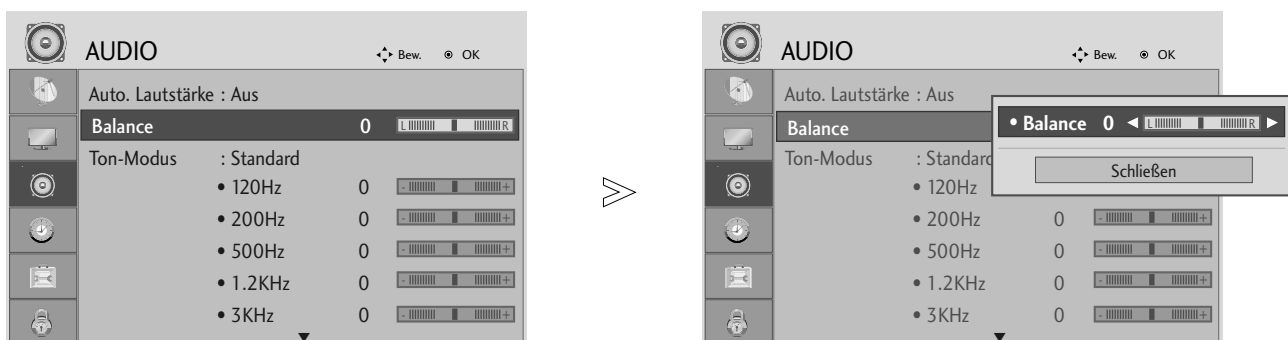 AUDIO
Bew. OK
Auto. Lautstärke : Aus
Balance 0 L R
Ton-Modus : Standard
• 120Hz 0 - +
• 200Hz 0 - +
• 500Hz 0 - +
• 1.2KHz 0 - +
• 3KHz 0 - +
AUDIO
Bew. OK
Auto. Lautstärke : Aus
Balance
Ton-Modus : Standard
• 120Hz
• 200Hz 0 - +
• 500Hz 0 - +
• 1.2KHz 0 - +
• 3KHz 0 - +
• Balance 0 ◄ L R ►
Schließen